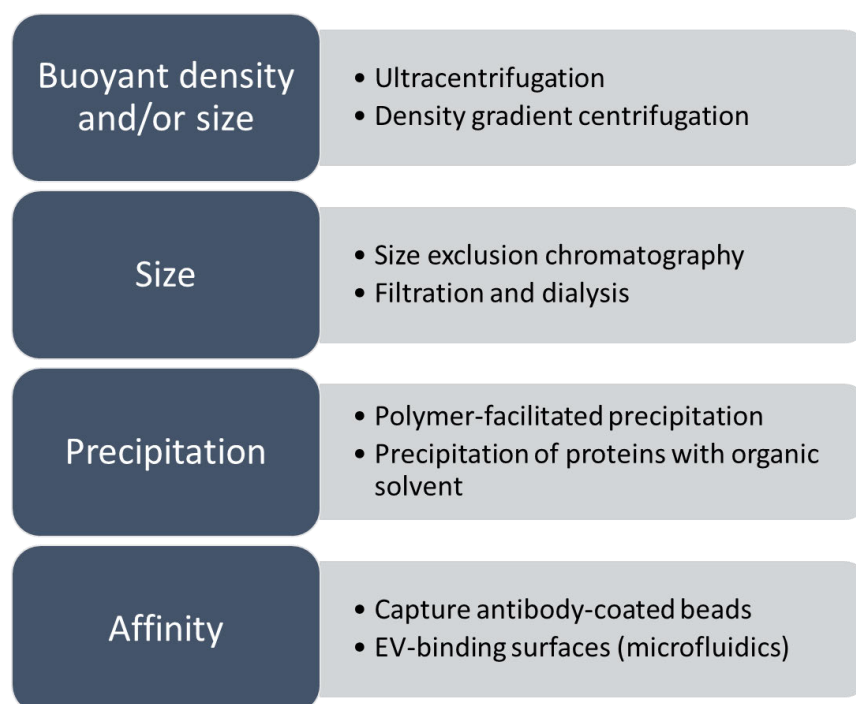 Buoyant density
and/or size
• Ultracentrifugation
• Density gradient centrifugation
Size
• Size exclusion chromatography
• Filtration and dialysis
Precipitation
• Polymer-facilitated precipitation
• Precipitation of proteins with organic
solvent
Affinity
• Capture antibody-coated beads
• EV-binding surfaces (microfluidics)